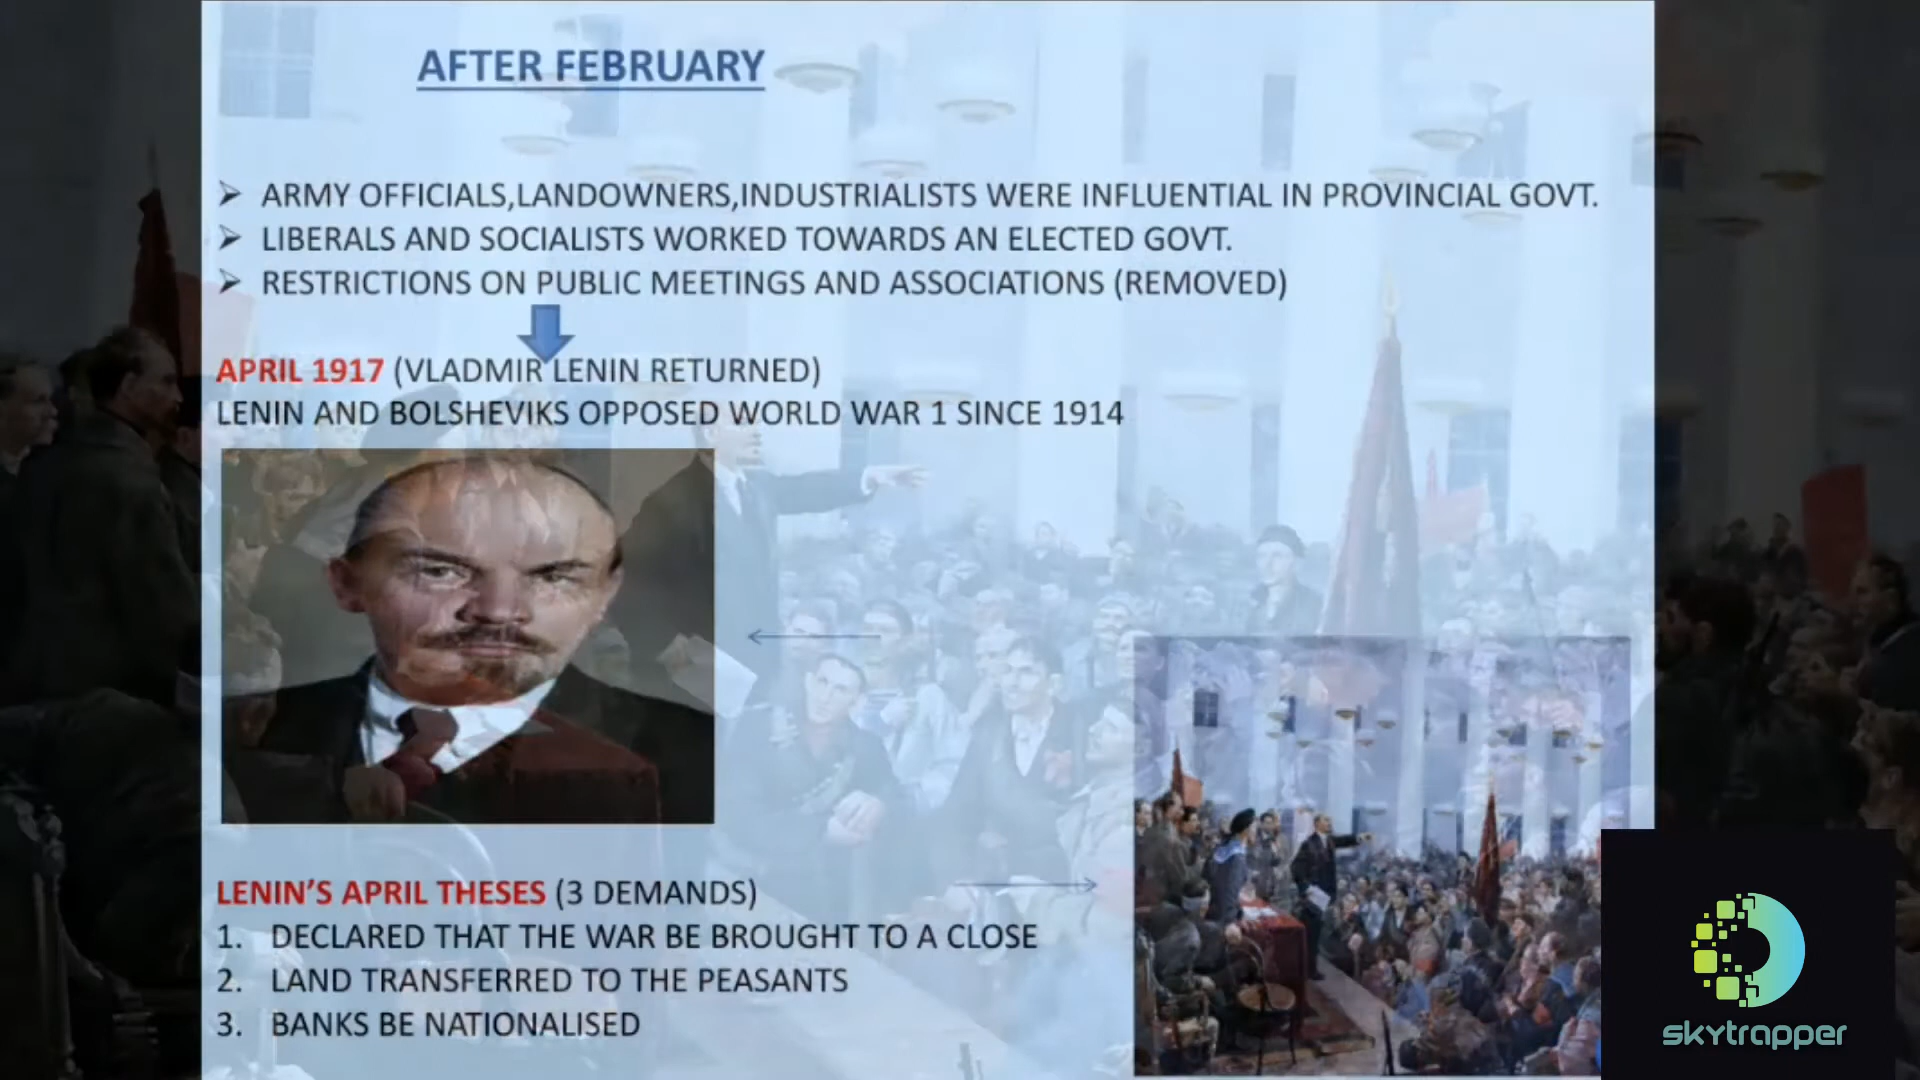 AFTER FEBRUARY
ARMY OFFICIALS,LANDOWNERS,INDUSTRIALISTS WERE INFLUENTIAL IN PROVINCIAL GOVT.
LIBERALS AND SOCIALISTS WORKED TOWARDS AN ELECTED GOVT.
RESTRICTIONS ON PUBLIC MEETINGS AND ASSOCIATIONS (REMOVED)
APRIL 1917 (VLADMIR LENIN RETURNED)
LENIN AND BOLSHEVIKS OPPOSED WORLD WAR 1 SINCE 1914
LENIN'S APRIL THESES (3 DEMANDS)
1. DECLARED THAT THE WAR BE BROUGHT TO A CLOSE
2. LAND TRANSFERRED TO THE PEASANTS
3. BANKS BE NATIONALISED
skytrapper